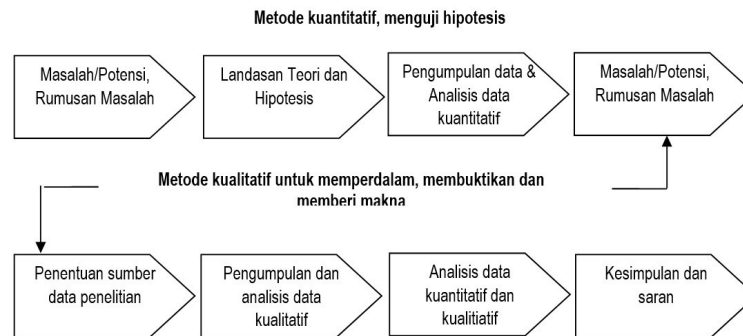 Metode kuantitatif, menguji hipotesis
Masalah/Potensi,
Rumusan Masalah
Landasan Teori dan
Hipotesis
Pengumpulan data &
Analisis data
kuantitatif
Masalah/Potensi,
Rumusan Masalah
Metode kualitatif untuk memperdalam, membuktikan dan
memberi makna
Penentuan sumber
data penelitian
Pengumpulan dan
analisis data
kualitatif
Analisis data
kuantitatif dan
kualitiatif
Kesimpulan dan
saran